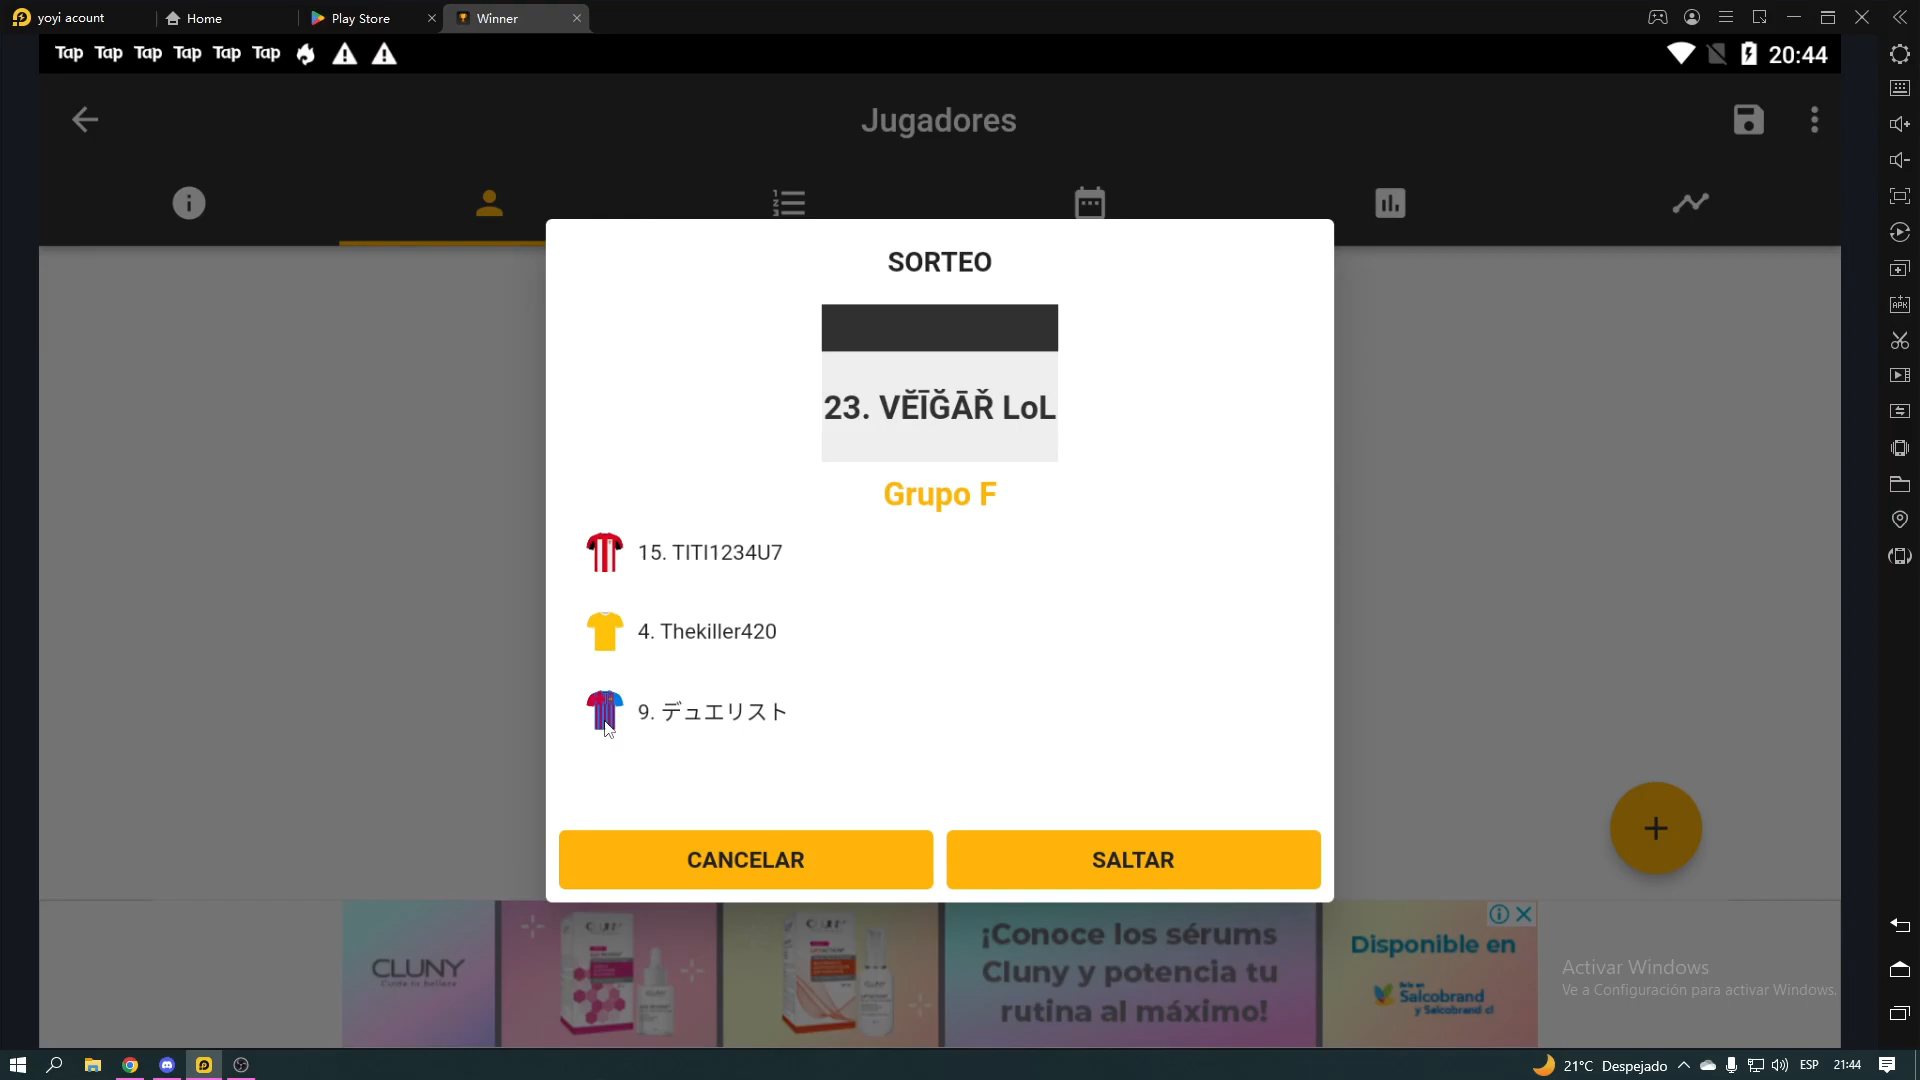 yoyi acount
Home
Play Store
Winner
Tap Tap Tap Tap Tap Tap
20:44
Jugadores
SORTEO
23. VĔĪĞĀŘ LoL
Grupo F
15. TITI1234U7
4. Thekiller420
9. デュエリスト
CANCELAR
SALTAR
CLUNY
¡Conoce los sérums
Cluny y potencia tu
rutina al máximo!
Disponible en
Salcobrand
y Salcobrand.cl
Activar Windows
Ve a Configuración para activar Windows.
21°C Despejado
ESP
21:44